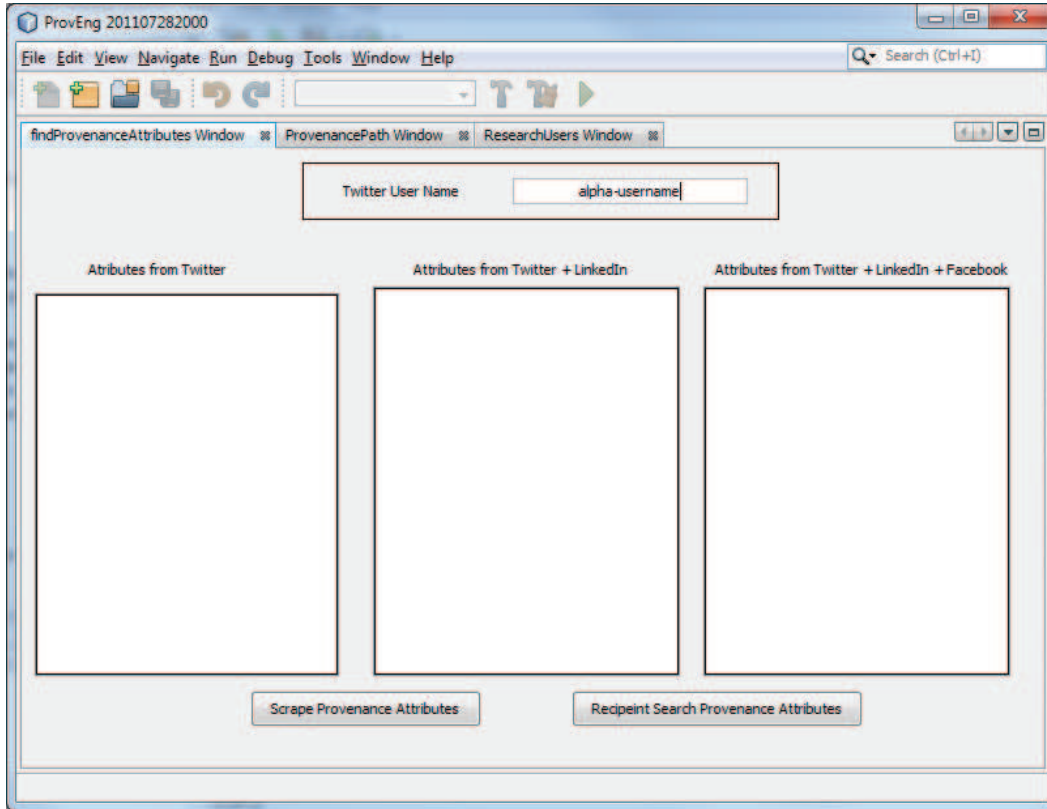 ProvEng 201107282000
File Edit View Navigate Run Debug Tools Window Help
Search (Ctrl+I)
findProvenanceAttributes Window
ProvenancePath Window
ResearchUsers Window
Twitter User Name
alpha-username
Atributes from Twitter
Attributes from Twitter + LinkedIn
Attributes from Twitter + LinkedIn + Facebook
Scrape Provenance Attributes
Recipeint Search Provenance Attributes